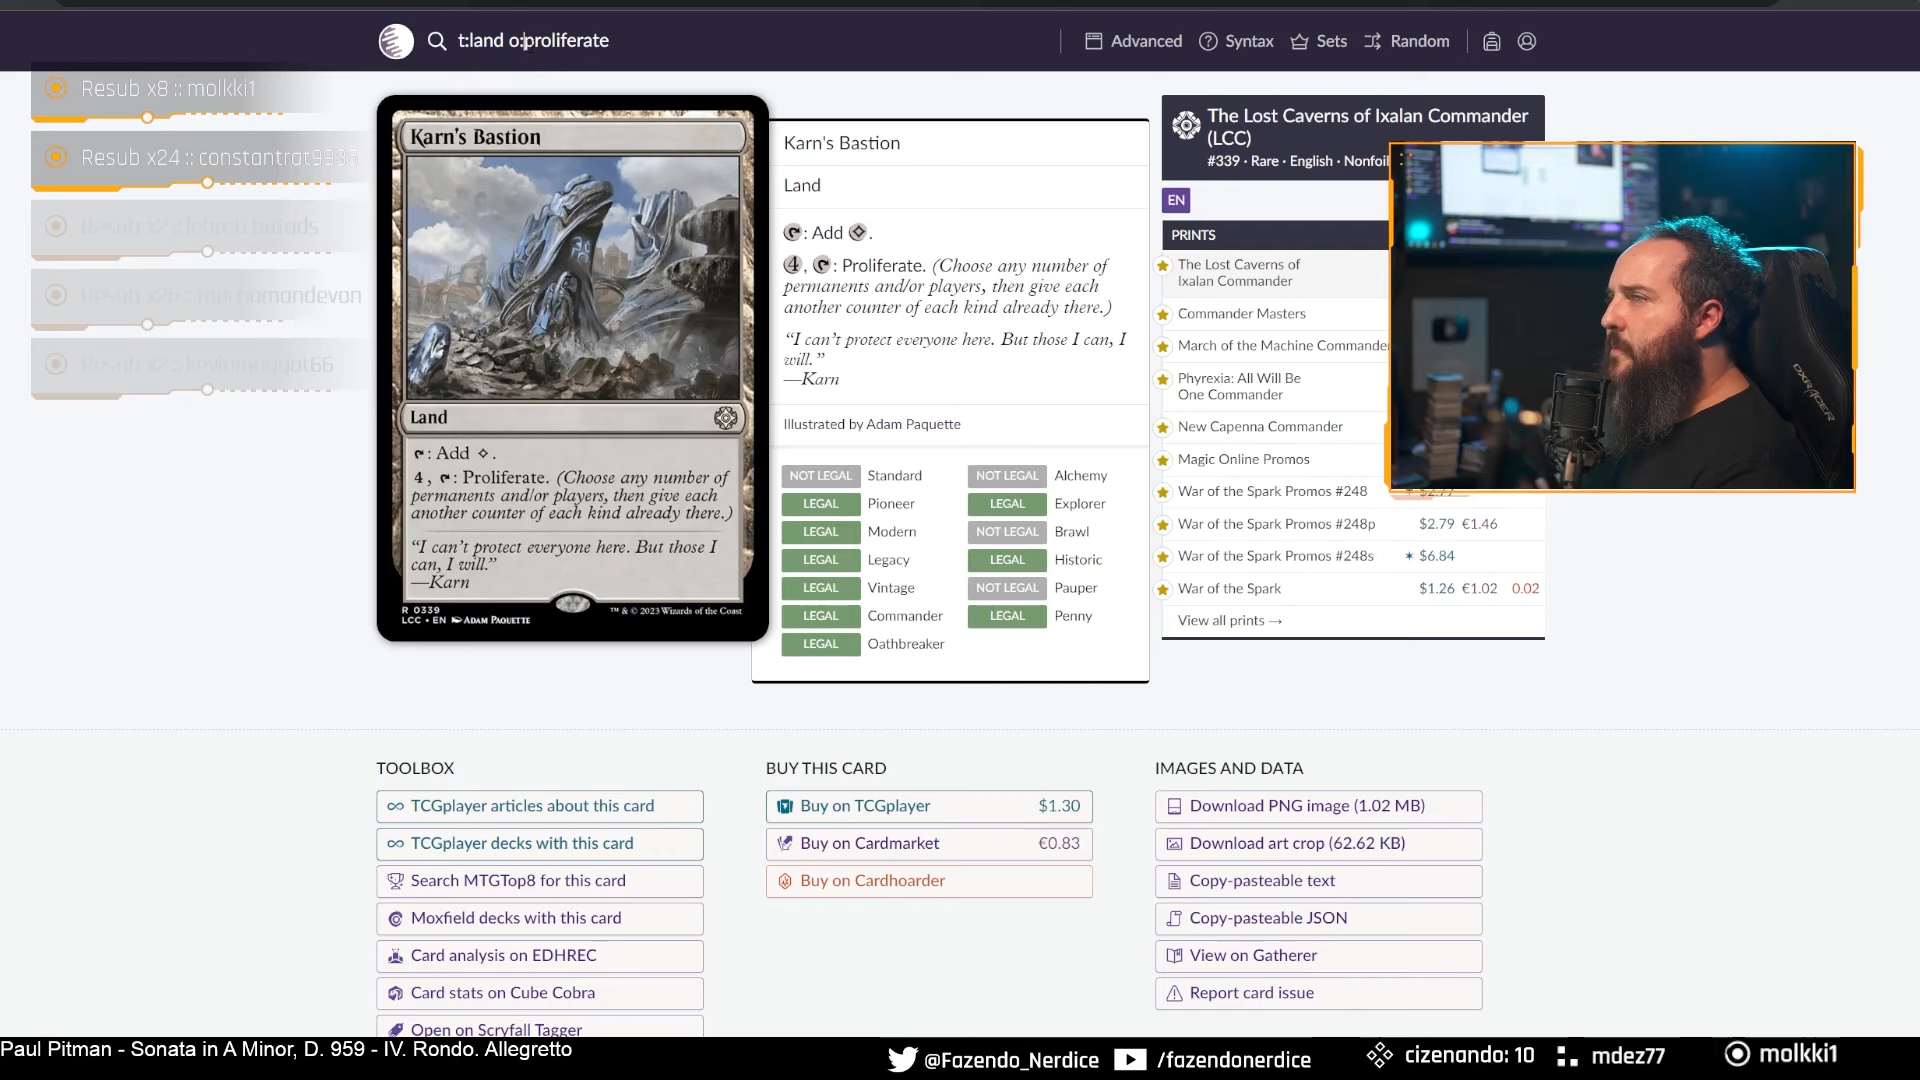 t:land o:proliferate
Advanced
Syntax
Sets
Random
Resub x8 :: molkki1
Resub x24 :: constantrat9938
Karn's Bastion
Land
: Add .
4, : Proliferate. (Choose any number of
permanents and/or players, then give each
another counter of each kind already there.)
“I can't protect everyone here. But those I
can, I will.”
—Karn
R 0339
LCC • EN ADAM PAQUETTE
™ & © 2023 Wizards of the Coast
Karn's Bastion
Land
: Add .
4, : Proliferate. (Choose any number of
permanents and/or players, then give each
another counter of each kind already there.)
“I can't protect everyone here. But those I can, I
will.”
—Karn
Illustrated by Adam Paquette
NOT LEGAL Standard NOT LEGAL Alchemy
LEGAL Pioneer LEGAL Explorer
LEGAL Modern NOT LEGAL Brawl
LEGAL Legacy LEGAL Historic
LEGAL Vintage NOT LEGAL Pauper
LEGAL Commander LEGAL Penny
LEGAL Oathbreaker
The Lost Caverns of Ixalan Commander
(LCC)
#339 · Rare · English · Nonfoil
EN
PRINTS
The Lost Caverns of
Ixalan Commander
Commander Masters
March of the Machine Commander
Phyrexia: All Will Be
One Commander
New Capenna Commander
Magic Online Promos
War of the Spark Promos #248
War of the Spark Promos #248p $2.79 €1.46
War of the Spark Promos #248s $6.84
War of the Spark $1.26 €1.02 0.02
View all prints →
DXRACER
TOOLBOX
TCGplayer articles about this card
TCGplayer decks with this card
Search MTGTop8 for this card
Moxfield decks with this card
Card analysis on EDHREC
Card stats on Cube Cobra
Open on Scryfall Tagger
BUY THIS CARD
Buy on TCGplayer $1.30
Buy on Cardmarket €0.83
Buy on Cardhoarder
IMAGES AND DATA
Download PNG image (1.02 MB)
Download art crop (62.62 KB)
Copy-pasteable text
Copy-pasteable JSON
View on Gatherer
Report card issue
Paul Pitman - Sonata in A Minor, D. 959 - IV. Rondo. Allegretto
@Fazendo_Nerdice
/fazendonerdice
cizenando: 10
mdez77
molkki1